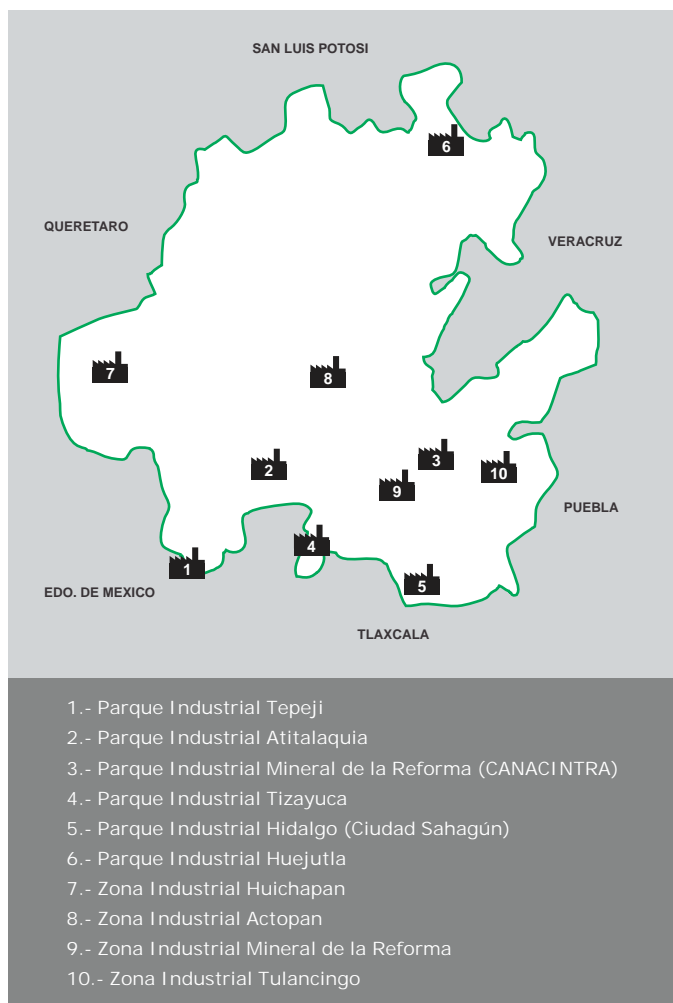 SAN LUIS POTOSI
6
QUERETARO
VERACRUZ
7
8
3
2
10
9
PUEBLA
4
1
5
EDO. DE MEXICO
TLAXCALA
1.- Parque Industrial Tepeji
2.- Parque Industrial Atitalaquia
3.- Parque Industrial Mineral de la Reforma (CANACINTRA)
4.- Parque Industrial Tizayuca
5.- Parque Industrial Hidalgo (Ciudad Sahagún)
6.- Parque Industrial Huejutla
7.- Zona Industrial Huichapan
8.- Zona Industrial Actopan
9.- Zona Industrial Mineral de la Reforma
10.- Zona Industrial Tulancingo